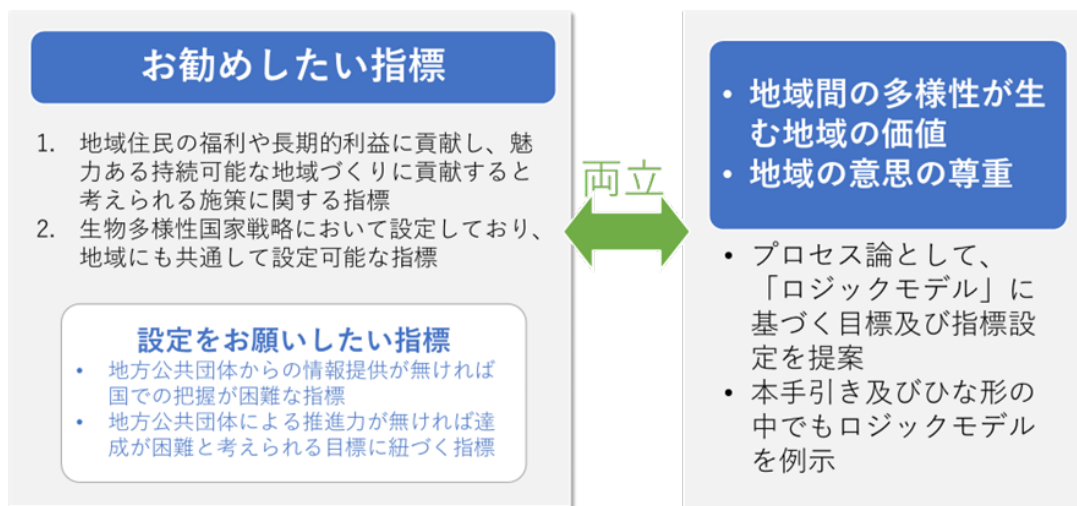 お勧めしたい指標
1. 地域住民の福利や長期的利益に貢献し、魅
力ある持続可能な地域づくりに貢献すると
考えられる施策に関する指標
2. 生物多様性国家戦略において設定しており、
地域にも共通して設定可能な指標
設定をお願いしたい指標
• 地方公共団体からの情報提供が無ければ
国での把握が困難な指標
• 地方公共団体による推進力が無ければ達
成が困難と考えられる目標に紐づく指標
両立
• 地域間の多様性が生
む地域の価値
• 地域の意思の尊重
• プロセス論として、
「ロジックモデル」に
基づく目標及び指標設
定を提案
• 本手引き及びひな形の
中でもロジックモデル
を例示